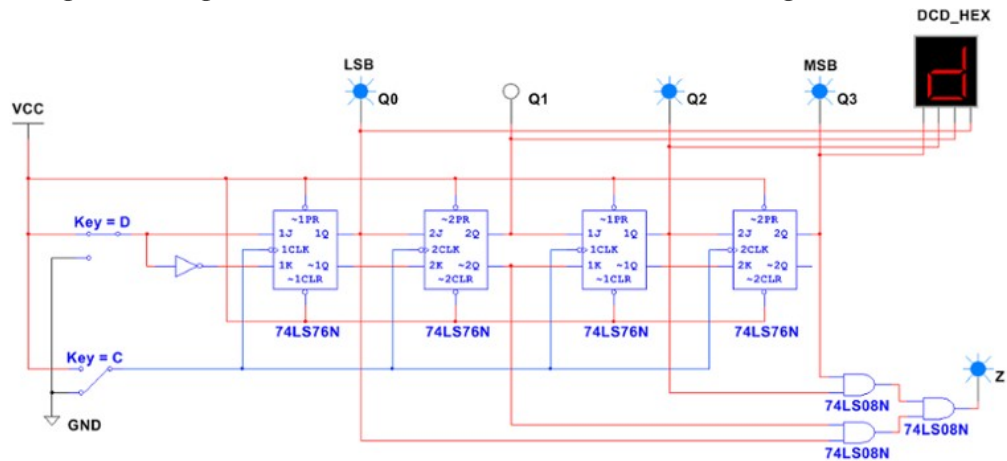 DCD_HEX
d
LSB
MSB
Q0
Q1
Q2
Q3
VCC
Key = D
~1PR
~2PR
~1PR
~2PR
1J 1Q
2J 2Q
1J 1Q
2J 2Q
1CLK
2CLK
1CLK
2CLK
1K ~1Q
2K ~2Q
1K ~1Q
2K ~2Q
~1CLR
~2CLR
~1CLR
~2CLR
74LS76N
74LS76N
74LS76N
74LS76N
Key = C
GND
Z
74LS08N
74LS08N
74LS08N